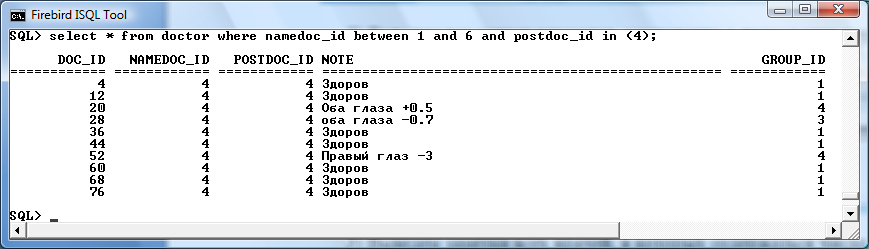 Firebird ISQL Tool
SQL> select * from doctor where namedoc_id between 1 and 6 and postdoc_id in (4);
DOC_ID NAMEDOC_ID POSTDOC_ID NOTE GROUP_ID
============ ============ ============ ================================================== ============
4 4 4 Здоров 1
12 4 4 Здоров 1
20 4 4 Оба глаза +0.5 4
28 4 4 оба глаза -0.7 3
36 4 4 Здоров 1
44 4 4 Здоров 1
52 4 4 Правый глаз -3 4
60 4 4 Здоров 1
68 4 4 Здоров 1
76 4 4 Здоров 1
SQL> _